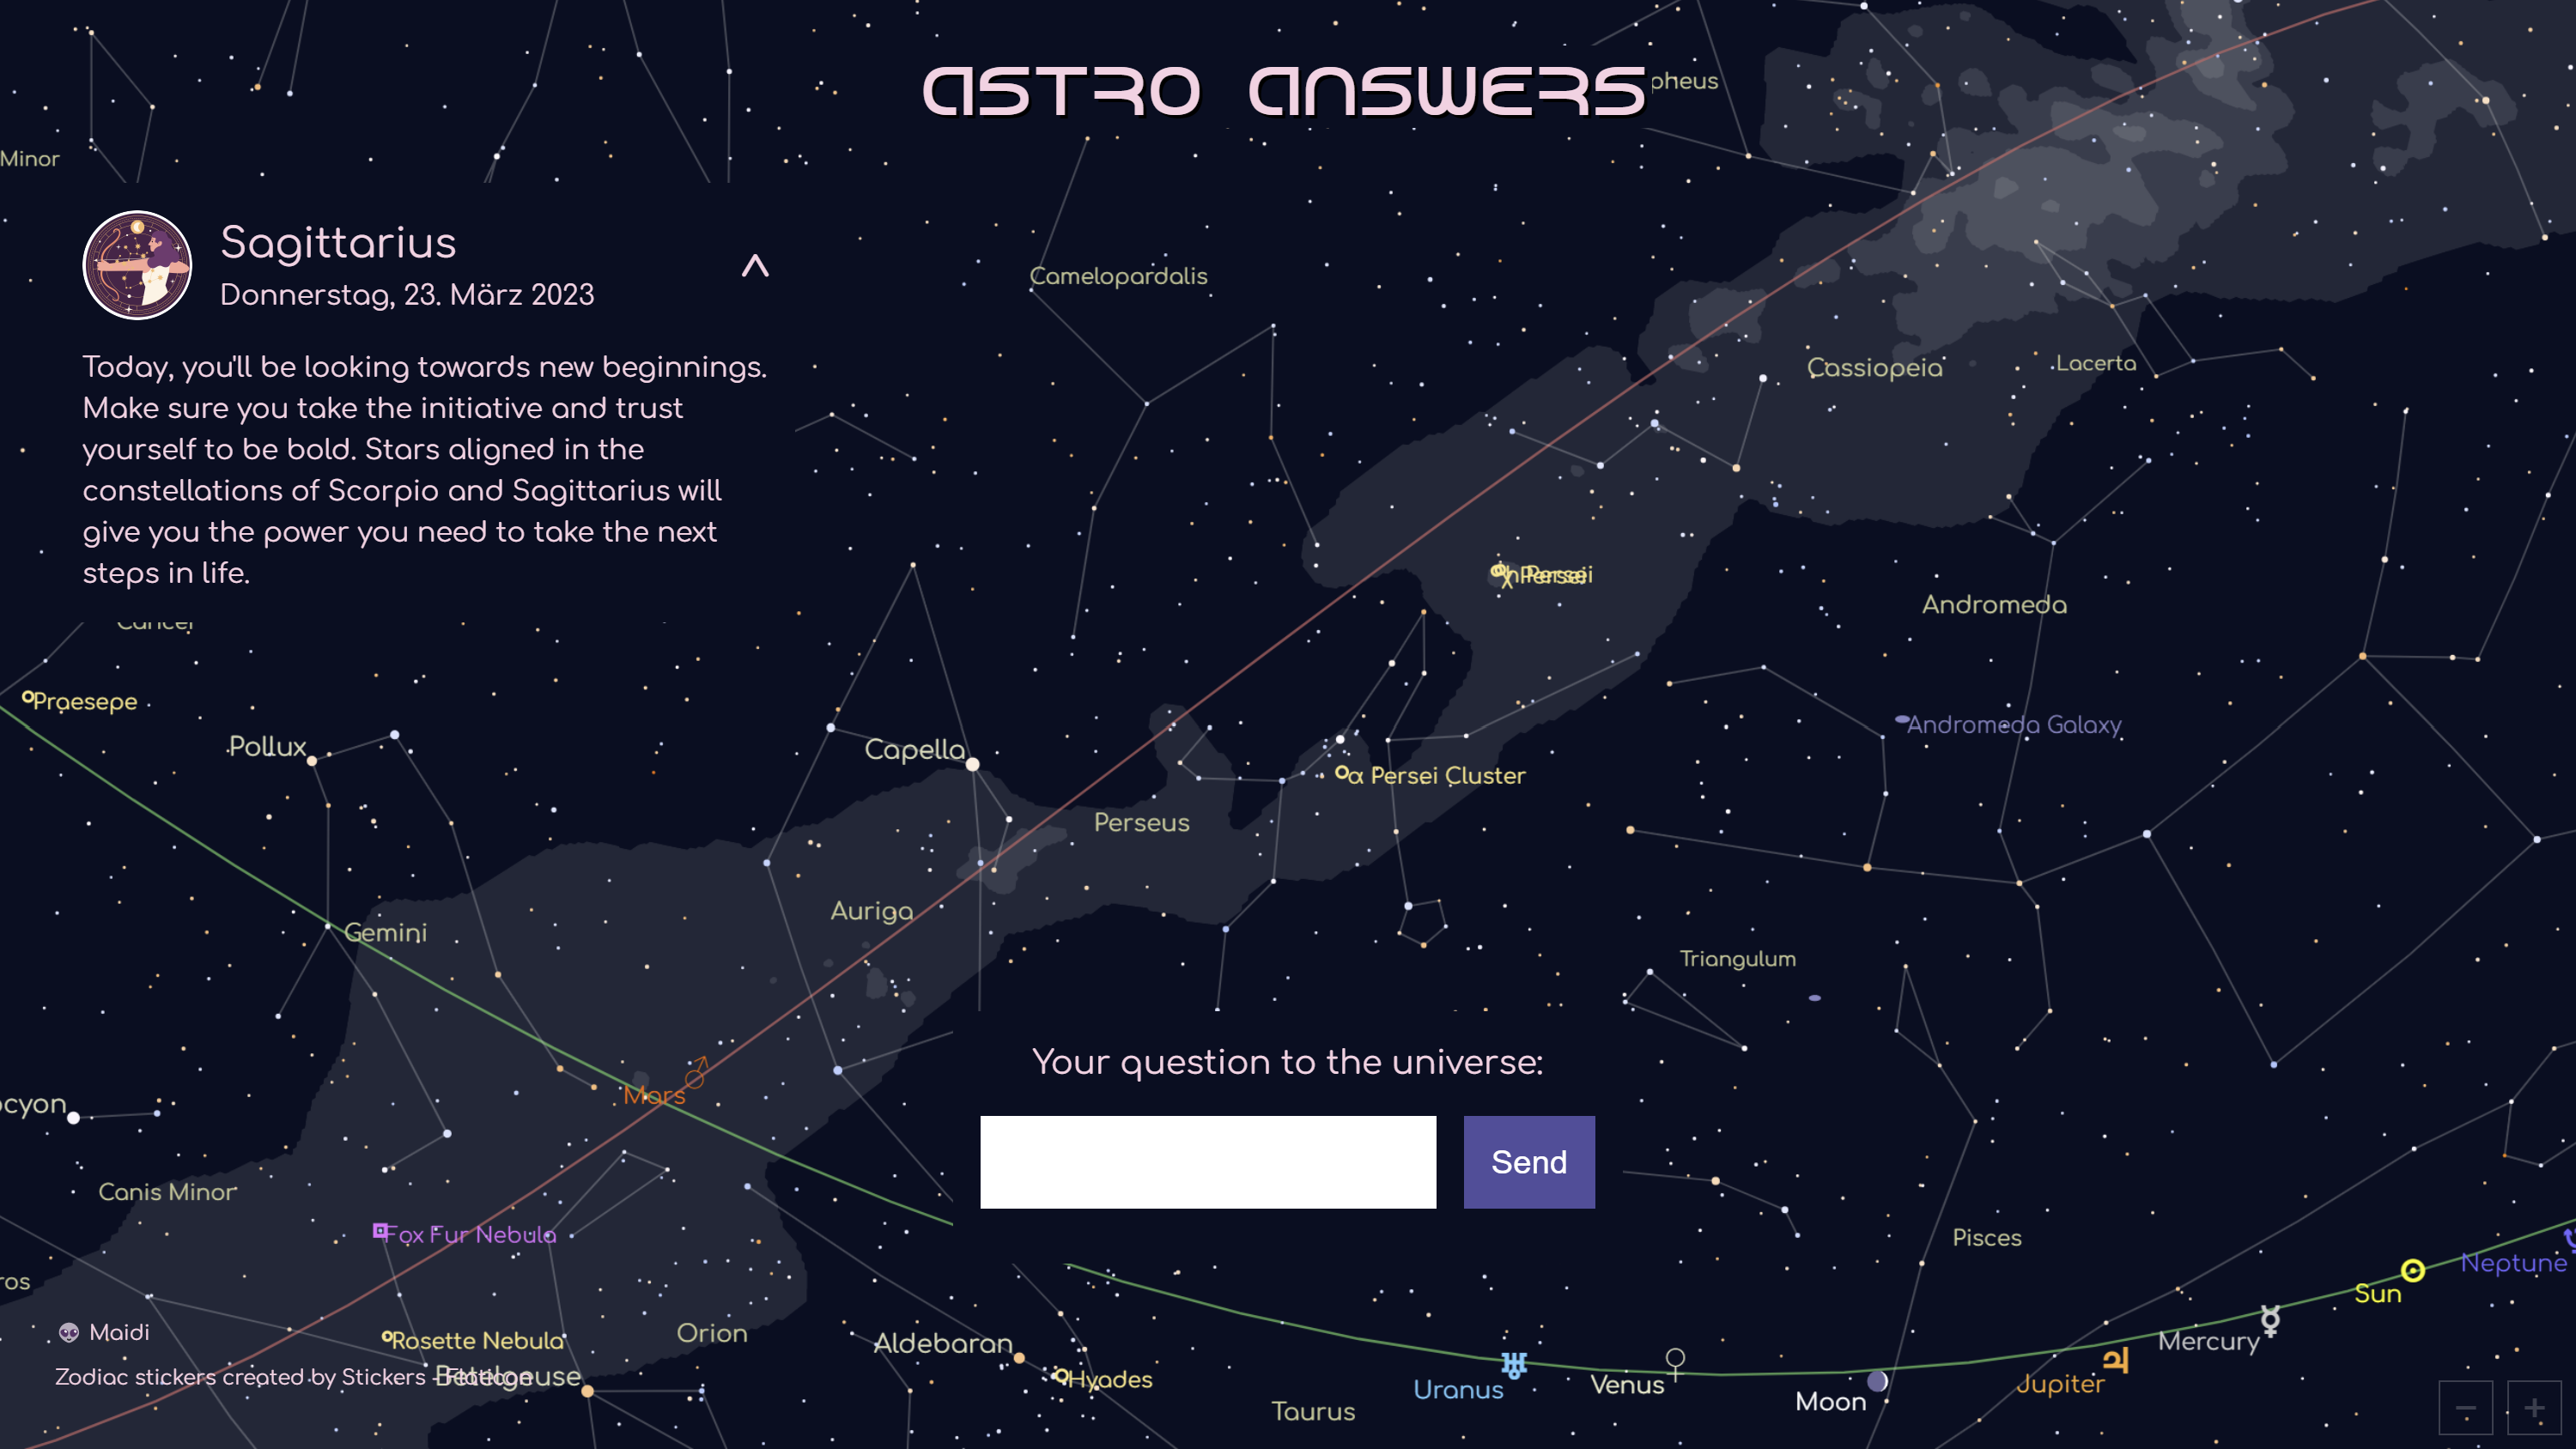 ASTRO ANSWERS
pheus
Minor
Sagittarius
Donnerstag, 23. März 2023
Today, you'll be looking towards new beginnings.
Make sure you take the initiative and trust
yourself to be bold. Stars aligned in the
constellations of Scorpio and Sagittarius will
give you the power you need to take the next
steps in life.
Camelopardalis
Cassiopeia
Lacerta
h Persei
χ Persei
Andromeda
Cancer
Praesepe
Pollux
Capella
Andromeda Galaxy
α Persei Cluster
Perseus
Auriga
Gemini
Triangulum
Your question to the universe:
Mars
ocyon
Send
Canis Minor
Fox Fur Nebula
Pisces
Neptune
ros
Sun
👽 Maidi
Rosette Nebula
Orion
Aldebaran
Mercury
Zodiac stickers created by Stickers - Flaticon
Betelgeuse
Hyades
Uranus
Venus
Jupiter
Moon
Taurus
− +